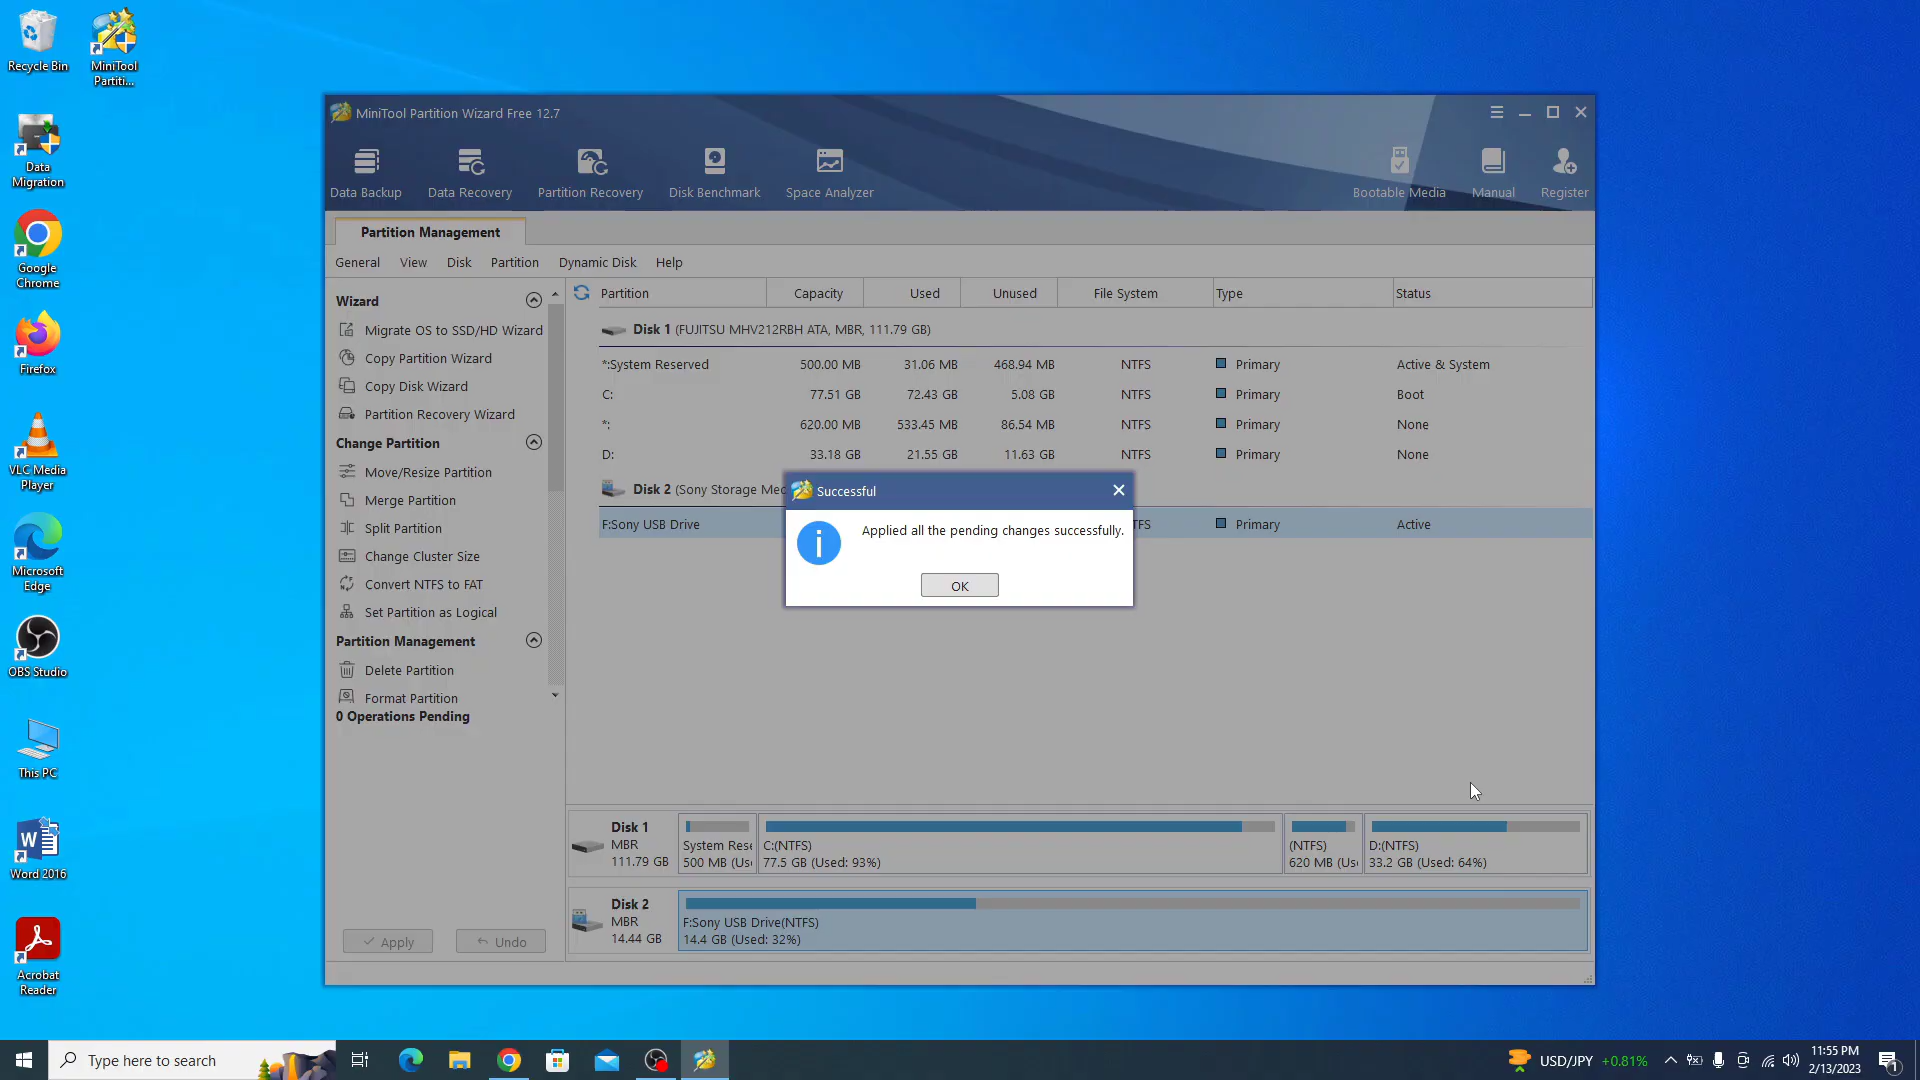 Recycle Bin
MiniTool
Partiti...
Data
Migration
Google
Chrome
Firefox
VLC Media
Player
Microsoft
Edge
OBS Studio
This PC
Word 2016
Acrobat
Reader
MiniTool Partition Wizard Free 12.7
Data Backup
Data Recovery
Partition Recovery
Disk Benchmark
Space Analyzer
Bootable Media
Manual
Register
Partition Management
General View Disk Partition Dynamic Disk Help
Wizard
Migrate OS to SSD/HD Wizard
Copy Partition Wizard
Copy Disk Wizard
Partition Recovery Wizard
Change Partition
Move/Resize Partition
Merge Partition
Split Partition
Change Cluster Size
Convert NTFS to FAT
Set Partition as Logical
Partition Management
Delete Partition
Format Partition
0 Operations Pending
Apply
Undo
Partition Capacity Used Unused File System Type Status
Disk 1 (FUJITSU MHV212RBH ATA, MBR, 111.79 GB)
*:System Reserved 500.00 MB 31.06 MB 468.94 MB NTFS Primary Active & System
C: 77.51 GB 72.43 GB 5.08 GB NTFS Primary Boot
*: 620.00 MB 533.45 MB 86.54 MB NTFS Primary None
D: 33.18 GB 21.55 GB 11.63 GB NTFS Primary None
Disk 2 (Sony Storage Med
F:Sony USB Drive TFS Primary Active
Successful
Applied all the pending changes successfully.
OK
Disk 1
MBR
111.79 GB
System Rese
500 MB (Us
C:(NTFS)
77.5 GB (Used: 93%)
(NTFS)
620 MB (Us
D:(NTFS)
33.2 GB (Used: 64%)
Disk 2
MBR
14.44 GB
F:Sony USB Drive(NTFS)
14.4 GB (Used: 32%)
Type here to search
USD/JPY +0.81%
11:55 PM
2/13/2023
1